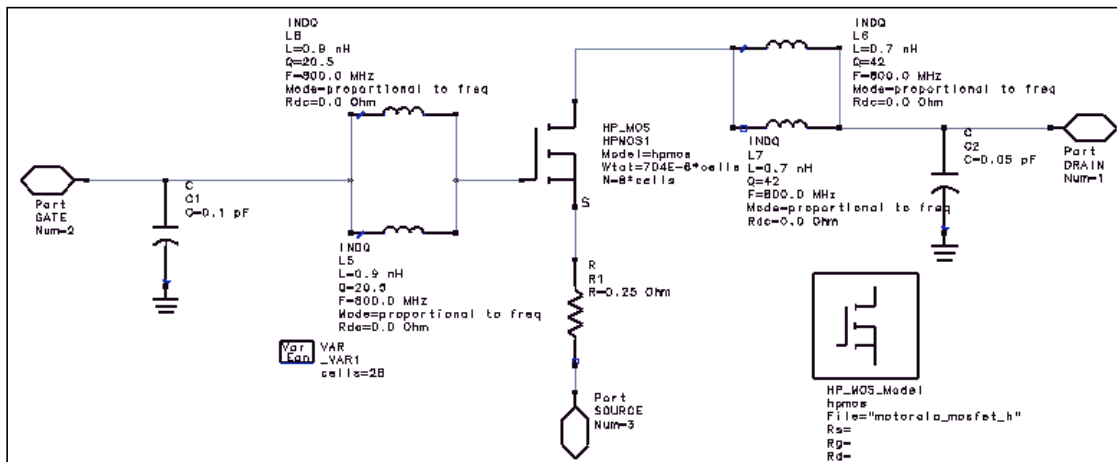 INDQ
L8
L=0.9 nH
Q=20.5
F=800.0 MHz
Mode=proportional to freq
Rdc=0.0 Ohm
INDQ
L6
L=0.7 nH
Q=42
F=800.0 MHz
Mode=proportional to freq
Rdc=0.0 Ohm
HP_MOS
HPMOS1
Model=hpmos
Wtot=704E-6*cells
N=8*cells
S
INDQ
L7
L=0.7 nH
Q=42
F=800.0 MHz
Mode=proportional to freq
Rdc=0.0 Ohm
C
C2
C=0.05 pF
Port
DRAIN
Num=1
Port
GATE
Num=2
C
C1
C=0.1 pF
INDQ
L5
L=0.9 nH
Q=20.5
F=800.0 MHz
Mode=proportional to freq
Rdc=0.0 Ohm
R
R1
R=0.25 Ohm
Var
Eqn
VAR
_VAR1
cells=28
Port
SOURCE
Num=3
HP_MOS_Model
hpmos
File="motorola_mosfet_h"
Rs=
Rg=
Rd=